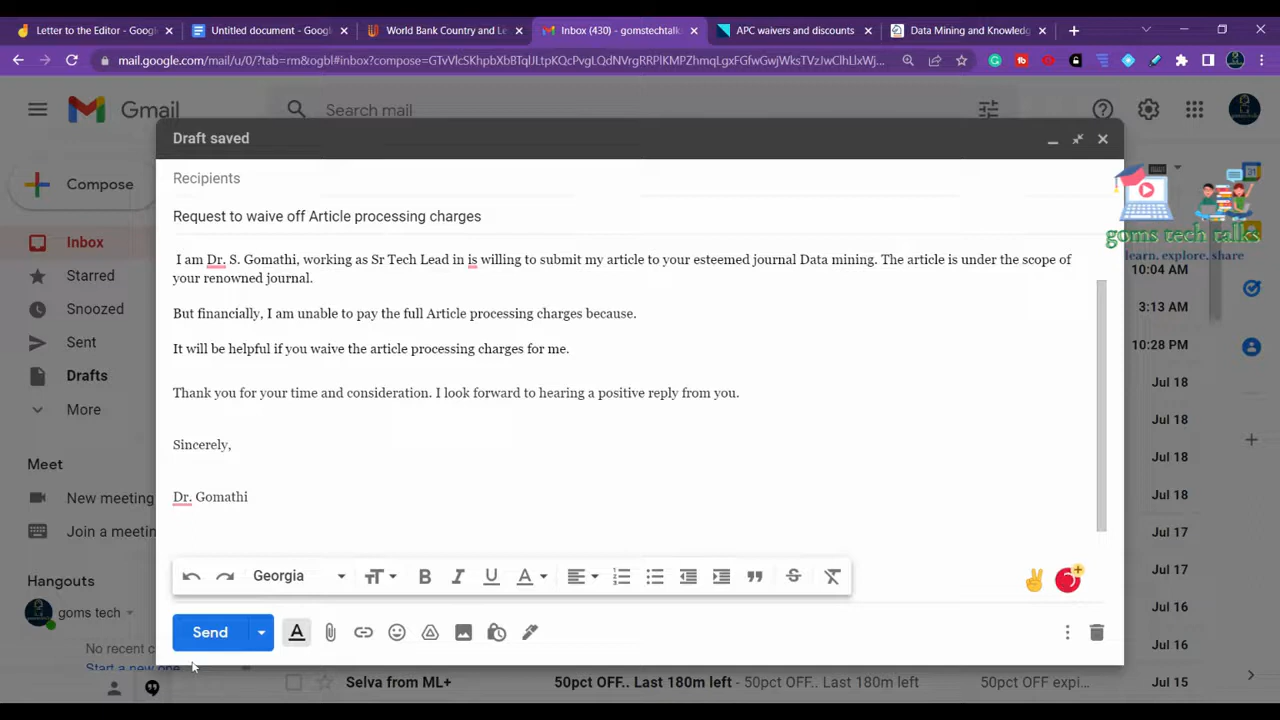 Letter to the Editor - Google
Untitled document - Google
World Bank Country and Le
Inbox (430) - gomstechtalks
APC waivers and discounts
Data Mining and Knowledg
mail.google.com/mail/u/0/?tab=rm&ogbl#inbox?compose=
Gmail
Search mail
Draft saved
Compose
Recipients
Request to waive off Article processing charges
goms tech talks
learn. explore. share
Inbox
Starred
Snoozed
Sent
Drafts
More
I am Dr. S. Gomathi, working as Sr Tech Lead in is willing to submit my article to your esteemed journal Data mining. The article is under the scope of
your renowned journal.
But financially, I am unable to pay the full Article processing charges because.
It will be helpful if you waive the article processing charges for me.
Thank you for your time and consideration. I look forward to hearing a positive reply from you.
Sincerely,
Dr. Gomathi
10:04 AM
3:13 AM
10:28 PM
Jul 18
Jul 18
Jul 18
Jul 18
Jul 17
Jul 17
Jul 16
Jul 16
Jul 15
Meet
New meeting
Join a meetin
Hangouts
goms tech
No recent c
Start a new one
Georgia
Send
Selva from ML+
50pct OFF.. Last 180m left - 50pct OFF.. Last 180m left
50pct OFF expi...